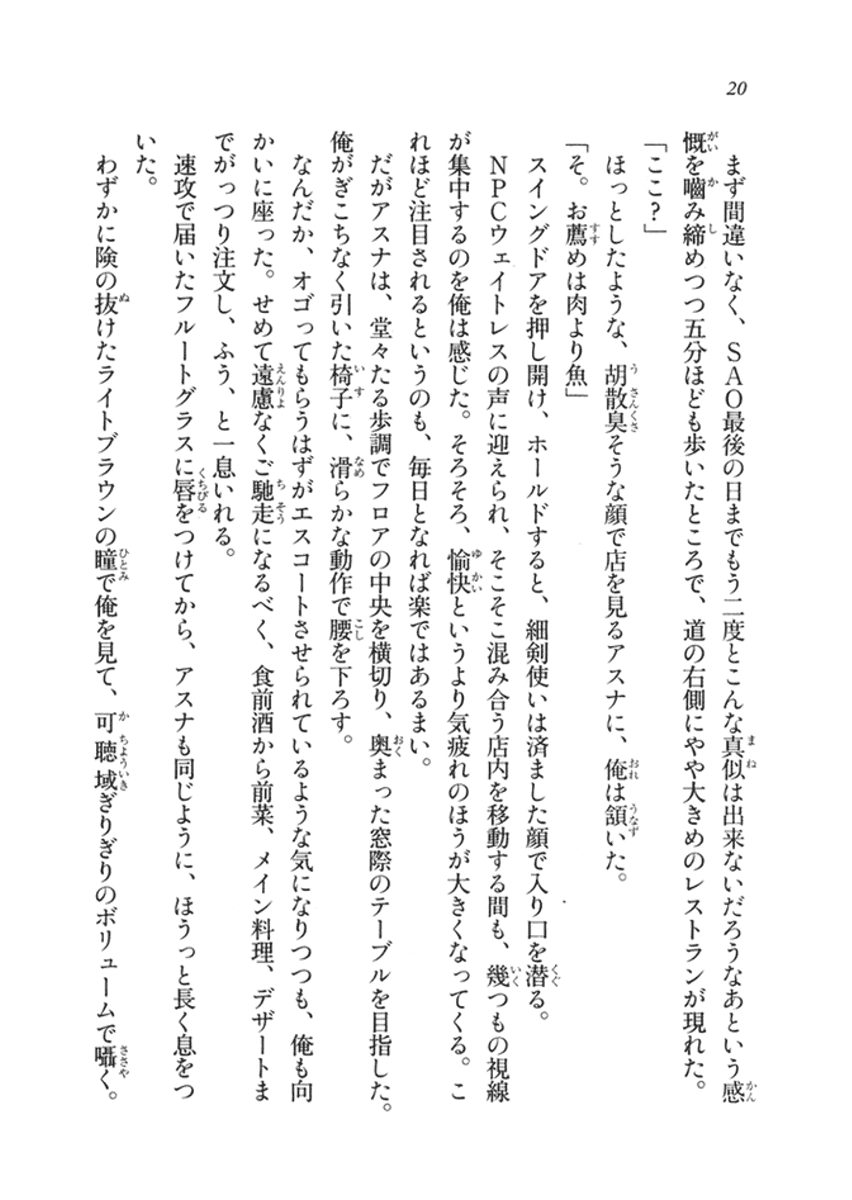 20
まず間違いなく、ＳＡＯ最後の日までもう二度とこんな真似は出来ないだろうなあという感
慨を嚙み締めつつ五分ほども歩いたところで、道の右側にやや大きめのレストランが現れた。
「ここ？」
ほっとしたような、胡散臭そうな顔で店を見るアスナに、俺は頷いた。
「そ。お薦めは肉より魚」
スイングドアを押し開け、ホールドすると、細剣使いは済ました顔で入り口を潜る。
ＮＰＣウェイトレスの声に迎えられ、そこそこ混み合う店内を移動する間も、幾つもの視線
が集中するのを俺は感じた。そろそろ、愉快というより気疲れのほうが大きくなってくる。こ
れほど注目されるというのも、毎日となれば楽ではあるまい。
だがアスナは、堂々たる歩調でフロアの中央を横切り、奥まった窓際のテーブルを目指した。
俺がぎこちなく引いた椅子に、滑らかな動作で腰を下ろす。
なんだか、オゴってもらうはずがエスコートさせられているような気になりつつも、俺も向
かいに座った。せめて遠慮なくご馳走になるべく、食前酒から前菜、メイン料理、デザートま
でがっつり注文し、ふう、と一息いれる。
速攻で届いたフルートグラスに唇をつけてから、アスナも同じように、ほうっと長く息をつ
いた。
わずかに険の抜けたライトブラウンの瞳で俺を見て、可聴域ぎりぎりのボリュームで囁く。